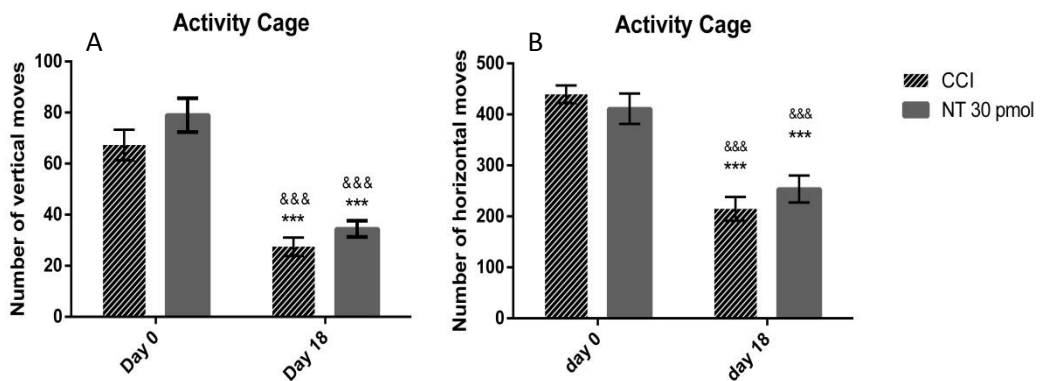 Activity Cage
A
Number of vertical moves
100
80
60
40
20
0
&&&
***
&&&
***
Day 0
Day 18
Activity Cage
B
Number of horizontal moves
500
400
300
200
100
0
&&&
***
&&&
***
day 0
day 18
CCI
NT 30 pmol